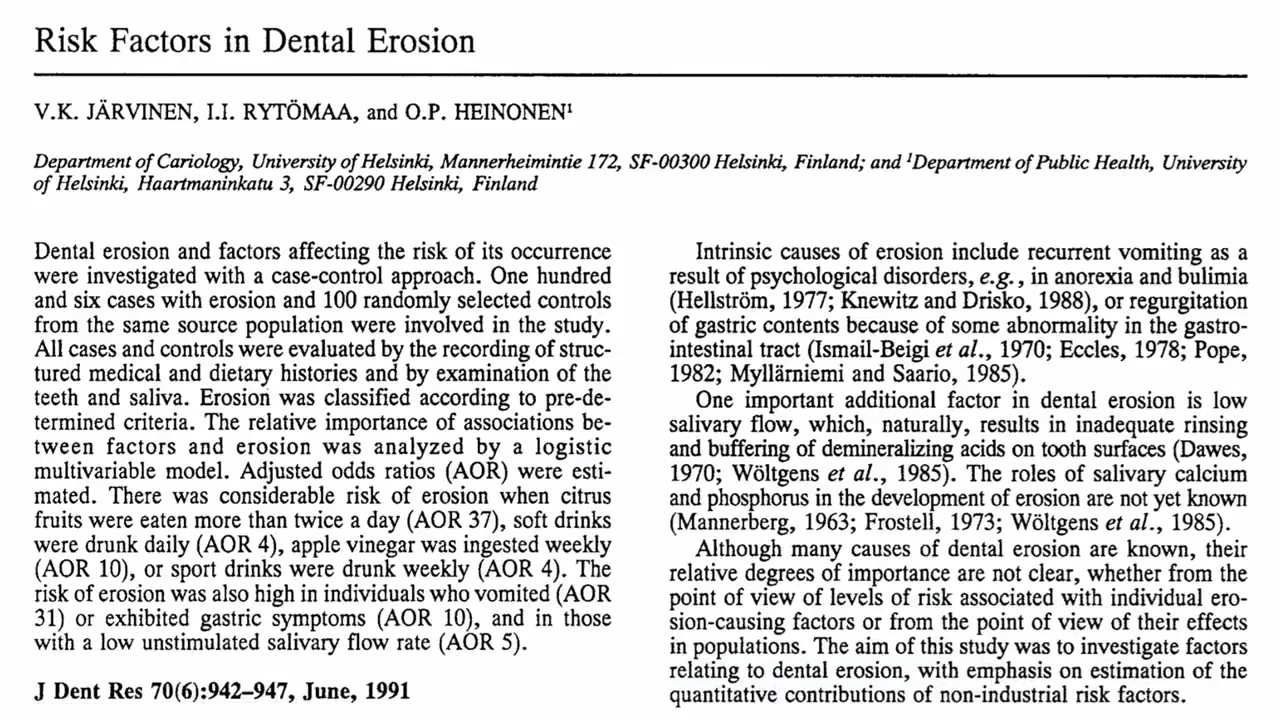 Risk Factors in Dental Erosion
V.K. JÄRVINEN, I.I. RYTÖMAA, and O.P. HEINONEN¹
Department of Cariology, University of Helsinki, Mannerheimintie 172, SF-00300 Helsinki, Finland; and ¹Department of Public Health, University
of Helsinki, Haartmaninkatu 3, SF-00290 Helsinki, Finland
Dental erosion and factors affecting the risk of its occurrence
were investigated with a case-control approach. One hundred
and six cases with erosion and 100 randomly selected controls
from the same source population were involved in the study.
All cases and controls were evaluated by the recording of struc-
tured medical and dietary histories and by examination of the
teeth and saliva. Erosion was classified according to pre-de-
termined criteria. The relative importance of associations be-
tween factors and erosion was analyzed by a logistic
multivariable model. Adjusted odds ratios (AOR) were esti-
mated. There was considerable risk of erosion when citrus
fruits were eaten more than twice a day (AOR 37), soft drinks
were drunk daily (AOR 4), apple vinegar was ingested weekly
(AOR 10), or sport drinks were drunk weekly (AOR 4). The
risk of erosion was also high in individuals who vomited (AOR
31) or exhibited gastric symptoms (AOR 10), and in those
with a low unstimulated salivary flow rate (AOR 5).
J Dent Res 70(6):942–947, June, 1991
Intrinsic causes of erosion include recurrent vomiting as a
result of psychological disorders, e.g., in anorexia and bulimia
(Hellström, 1977; Knewitz and Drisko, 1988), or regurgitation
of gastric contents because of some abnormality in the gastro-
intestinal tract (Ismail-Beigi et al., 1970; Eccles, 1978; Pope,
1982; Myllärniemi and Saario, 1985).
One important additional factor in dental erosion is low
salivary flow, which, naturally, results in inadequate rinsing
and buffering of demineralizing acids on tooth surfaces (Dawes,
1970; Wöltgens et al., 1985). The roles of salivary calcium
and phosphorus in the development of erosion are not yet known
(Mannerberg, 1963; Frostell, 1973; Wöltgens et al., 1985).
Although many causes of dental erosion are known, their
relative degrees of importance are not clear, whether from the
point of view of levels of risk associated with individual ero-
sion-causing factors or from the point of view of their effects
in populations. The aim of this study was to investigate factors
relating to dental erosion, with emphasis on estimation of the
quantitative contributions of non-industrial risk factors.